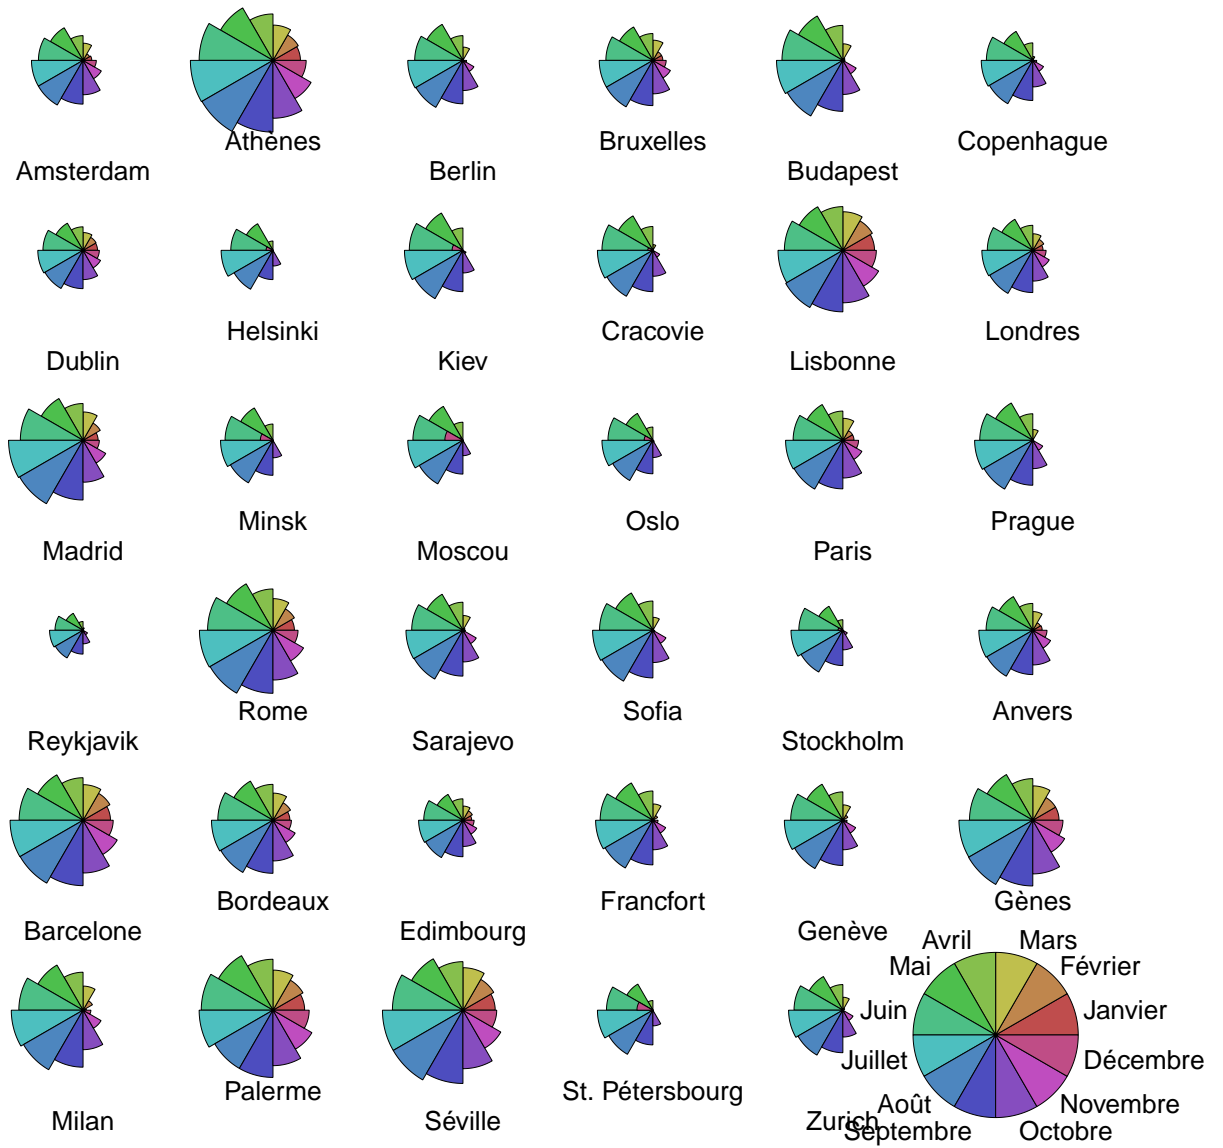 Athènes
Bruxelles
Copenhague
Amsterdam
Berlin
Budapest
Helsinki
Cracovie
Londres
Dublin
Kiev
Lisbonne
Minsk
Oslo
Prague
Madrid
Moscou
Paris
Rome
Sofia
Anvers
Reykjavik
Sarajevo
Stockholm
Bordeaux
Francfort
Gènes
Barcelone
Edimbourg
Genève
Avril
Mars
Mai
Février
Juin
Janvier
Juillet
Décembre
Août
Novembre
Septembre
Octobre
Palerme
St. Pétersbourg
Milan
Séville
Zurich